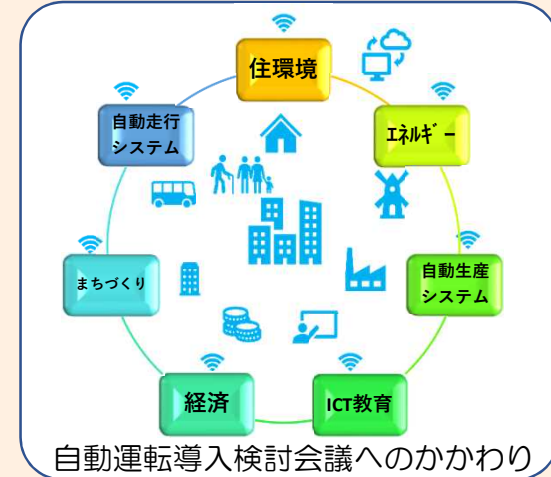 住環境
エネルギー
自動生産
システム
ICT教育
経済
まちづくり
自動走行
システム
自動運転導入検討会議へのかかわり